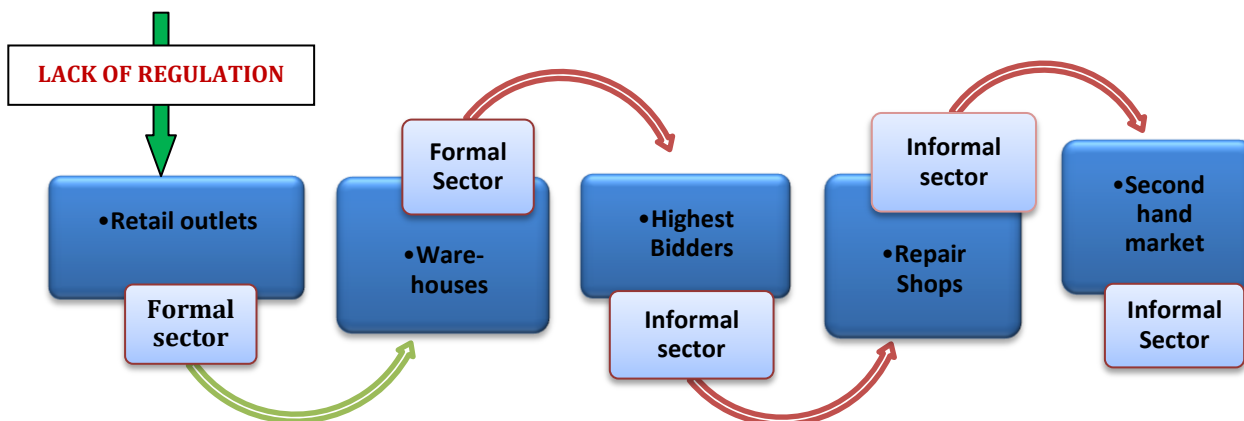 LACK OF REGULATION
•Retail outlets
Formal
sector
Formal
Sector
•Ware-
houses
•Highest
Bidders
Informal
sector
Informal
sector
•Repair
Shops
•Second
hand
market
Informal
Sector